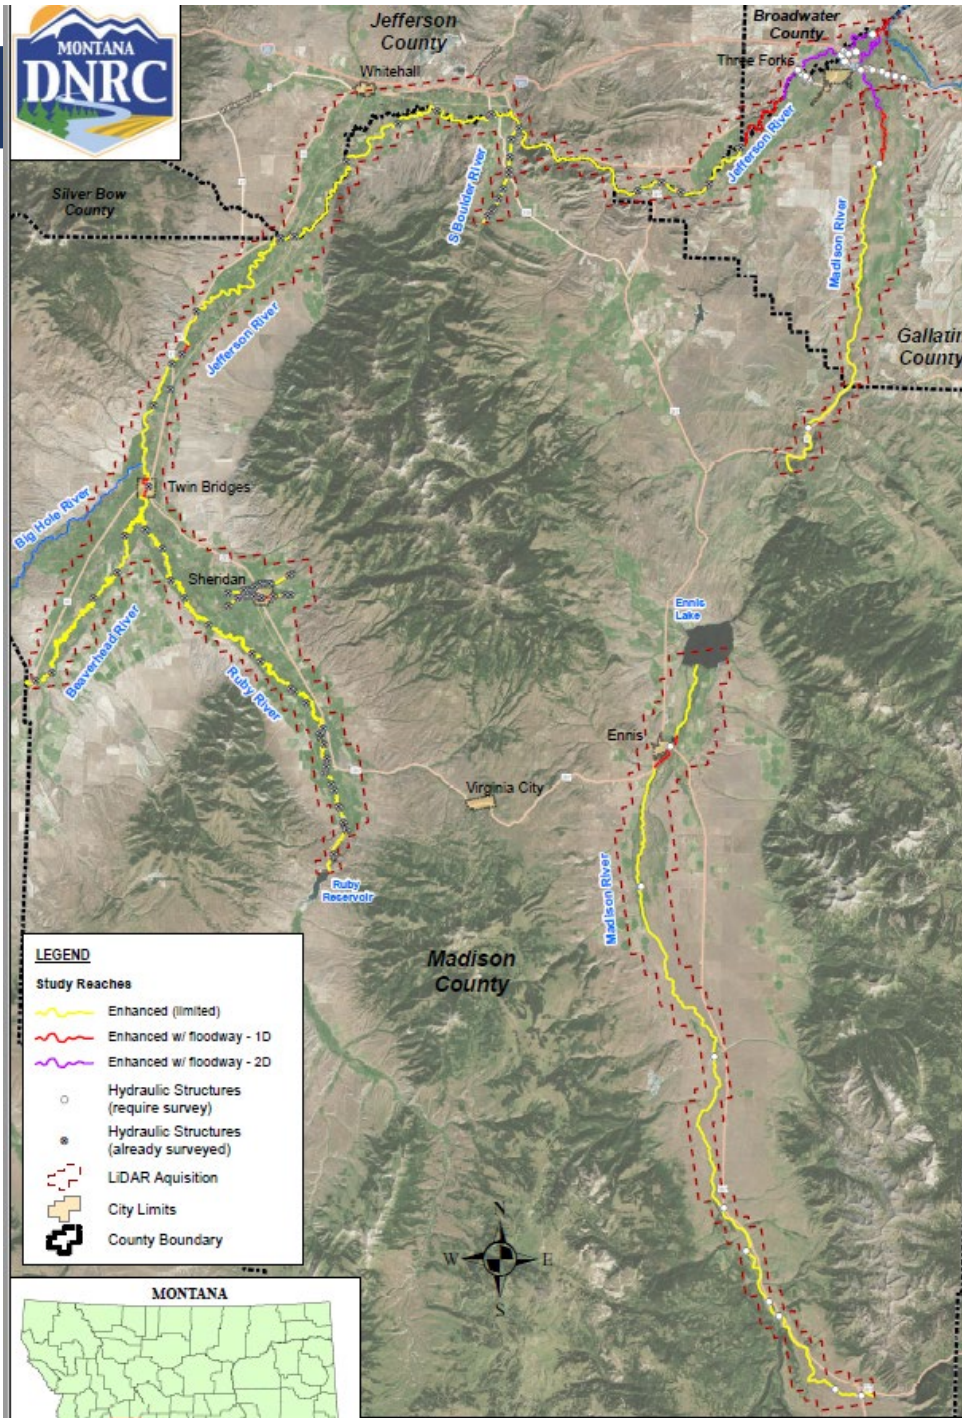 MONTANA
DNRC
Jefferson
County
Whitehall
Broadwater
County
Three Forks
Jefferson River
S Boulder River
Silver Bow
County
Madison River
Jefferson River
Gallatin
County
Big Hole River
Twin Bridges
Sheridan
Beaverhead River
Ruby River
Ennis
Lake
Ennis
Virginia City
Ruby
Reservoir
Madison River
Madison
County
LEGEND
Study Reaches
Enhanced (limited)
Enhanced w/ floodway - 1D
Enhanced w/ floodway - 2D
Hydraulic Structures
(require survey)
Hydraulic Structures
(already surveyed)
LiDAR Aquisition
City Limits
County Boundary
N
W
E
S
MONTANA